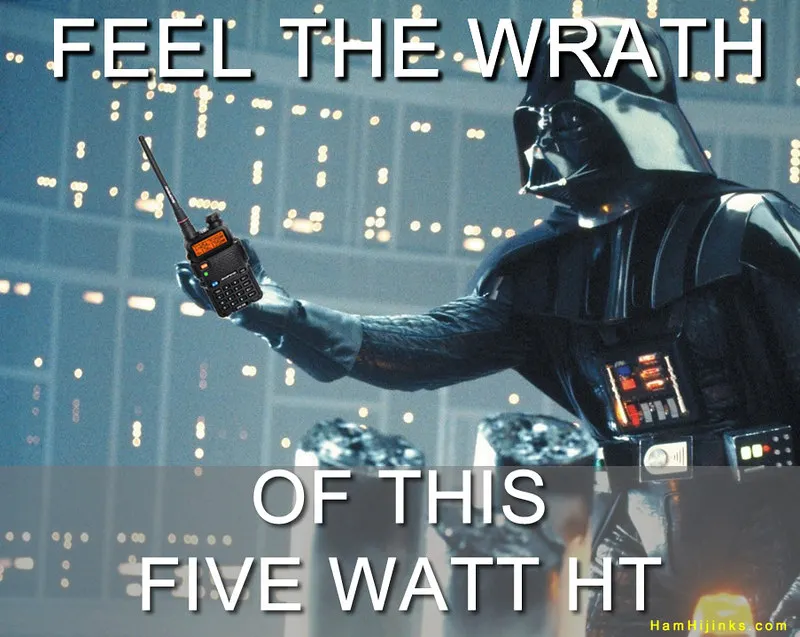 FEEL THE WRATH
OF THIS
FIVE WATT HT
HamHijinks.com